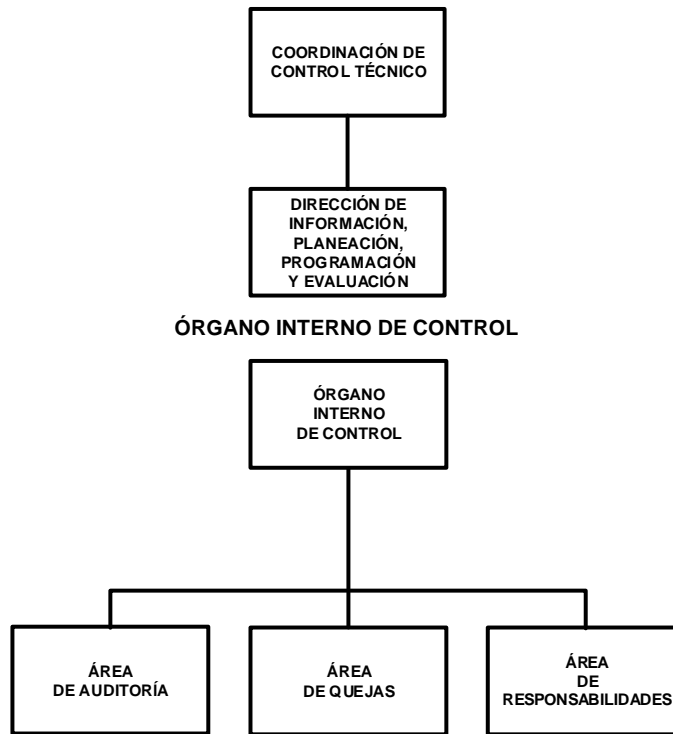 COORDINACIÓN DE
CONTROL TÉCNICO
DIRECCIÓN DE
INFORMACIÓN,
PLANEACIÓN,
PROGRAMACIÓN
Y EVALUACIÓN
ÓRGANO INTERNO DE CONTROL
ÓRGANO
INTERNO
DE CONTROL
ÁREA
DE AUDITORÍA
ÁREA
DE QUEJAS
ÁREA
DE
RESPONSABILIDADES